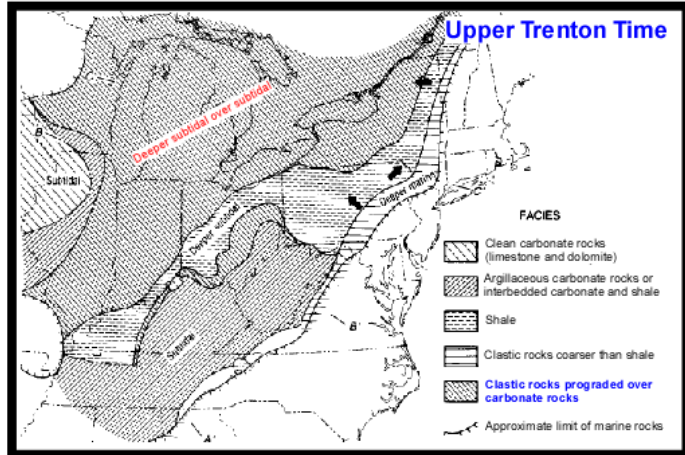 Upper Trenton Time
Deeper subtidal over subtidal
B
Subtidal
Deeper subtidal
Deeper marine
Subtidal
B'
A
FACIES
Clean carbonate rocks
(limestone and dolomite)
Argillaceous carbonate rocks or
interbedded carbonate and shale
Shale
Clastic rocks coarser than shale
Clastic rocks prograded over
carbonate rocks
Approximate limit of marine rocks